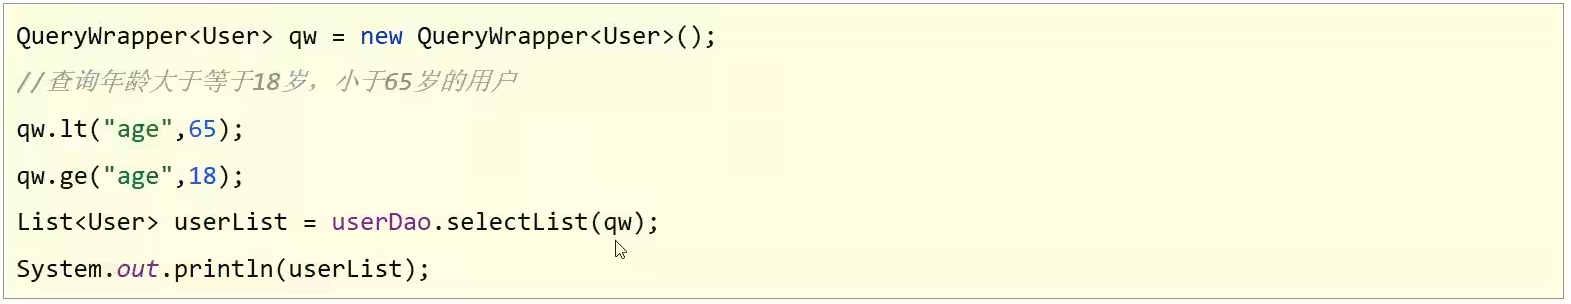 QueryWrapper<User> qw = new QueryWrapper<User>();
//查询年龄大于等于18岁，小于65岁的用户
qw.lt("age",65);
qw.ge("age",18);
List<User> userList = userDao.selectList(qw);
System.out.println(userList);